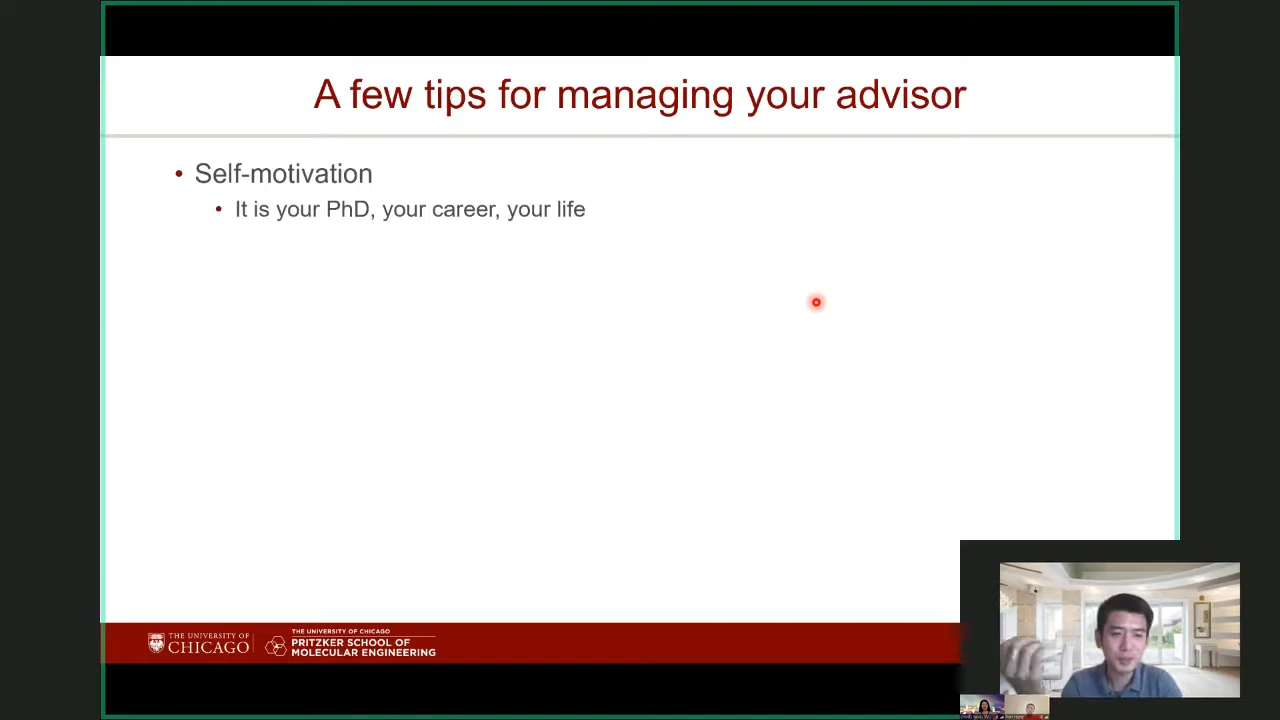 A few tips for managing your advisor
• Self-motivation
• It is your PhD, your career, your life
THE UNIVERSITY OF
CHICAGO
THE UNIVERSITY OF CHICAGO
PRITZKER SCHOOL OF
MOLECULAR ENGINEERING